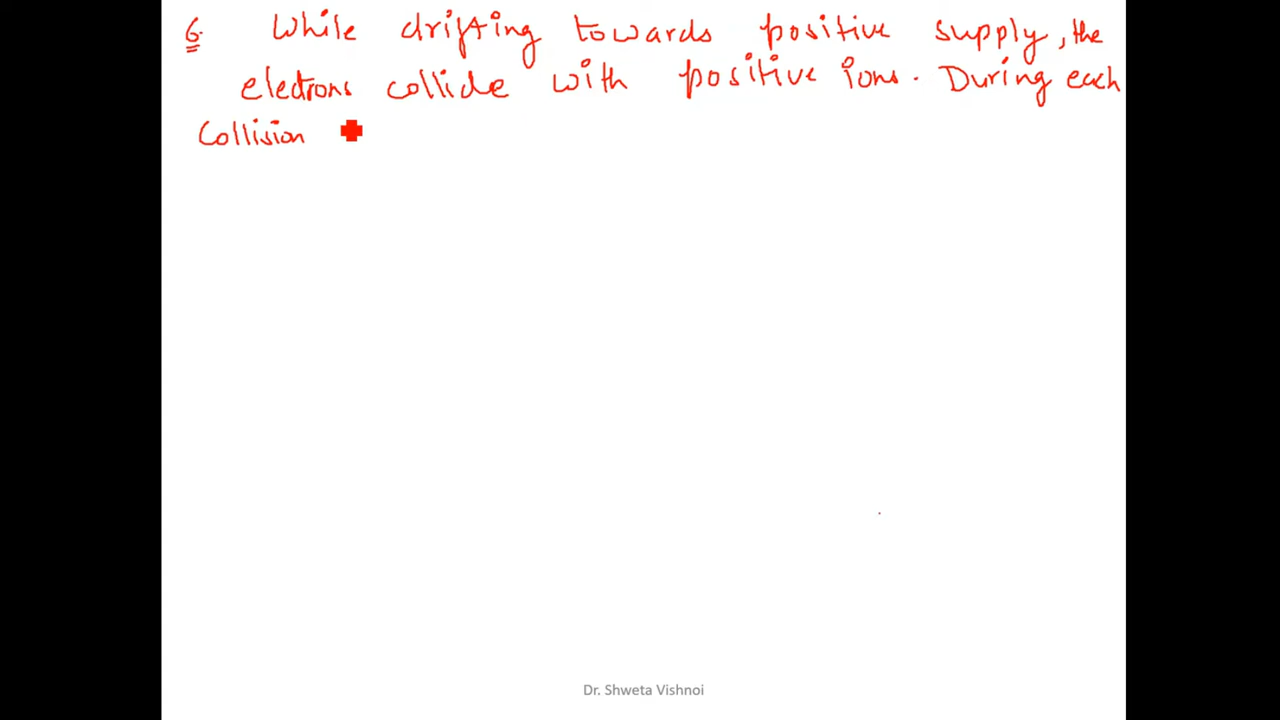 6. While drifting towards positive supply, the
electrons collide with positive ions. During each
Collision
Dr. Shweta Vishnoi